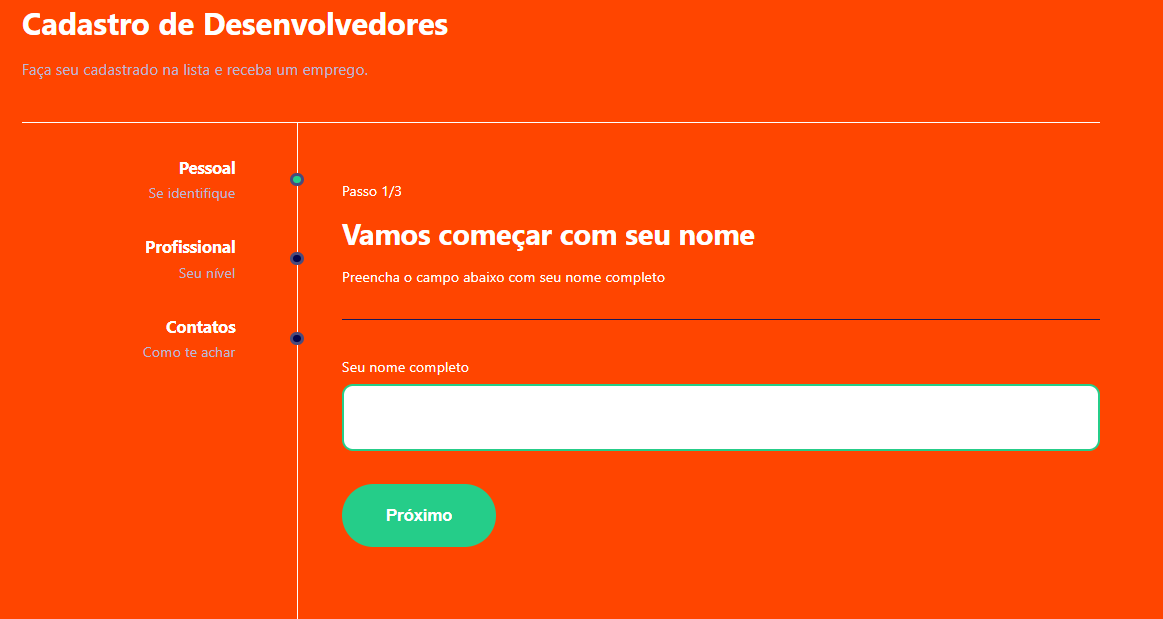 Cadastro de Desenvolvedores
Faça seu cadastrado na lista e receba um emprego.
Pessoal
Se identifique
Profissional
Seu nível
Contatos
Como te achar
Passo 1/3
Vamos começar com seu nome
Preencha o campo abaixo com seu nome completo
Seu nome completo
Próximo